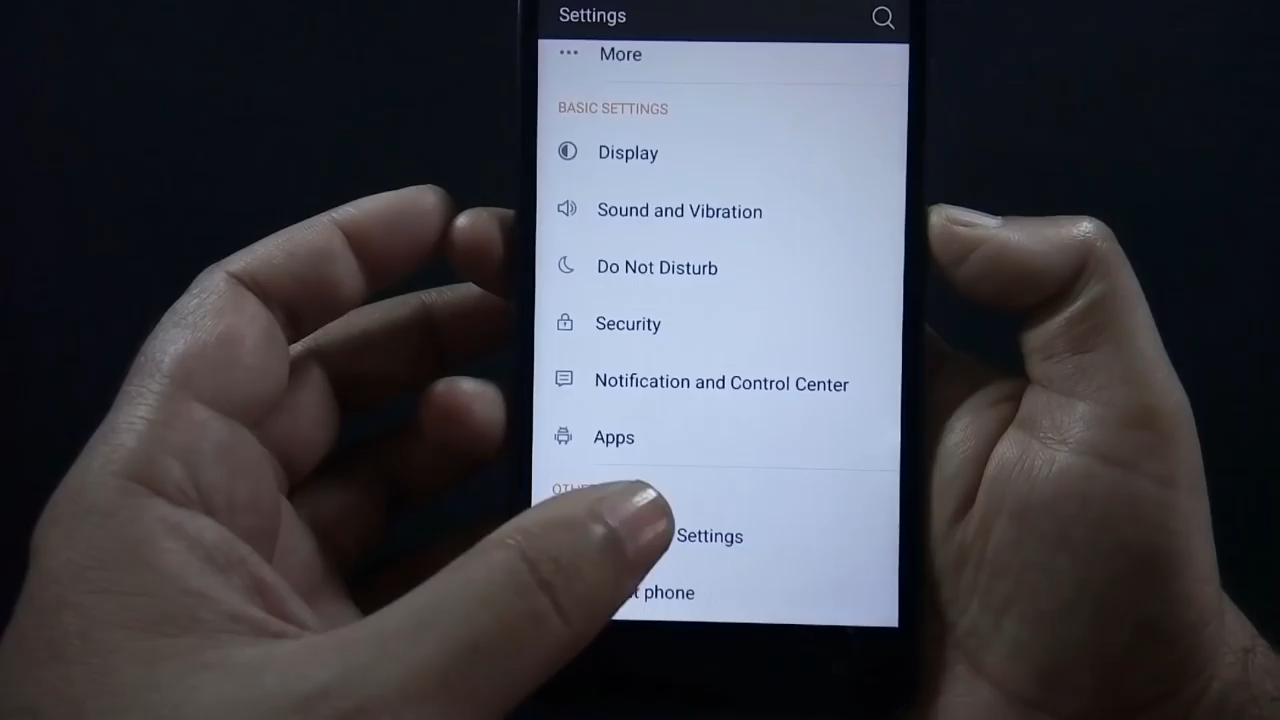 Settings
More
BASIC SETTINGS
Display
Sound and Vibration
Do Not Disturb
Security
Notification and Control Center
Apps
Settings
phone